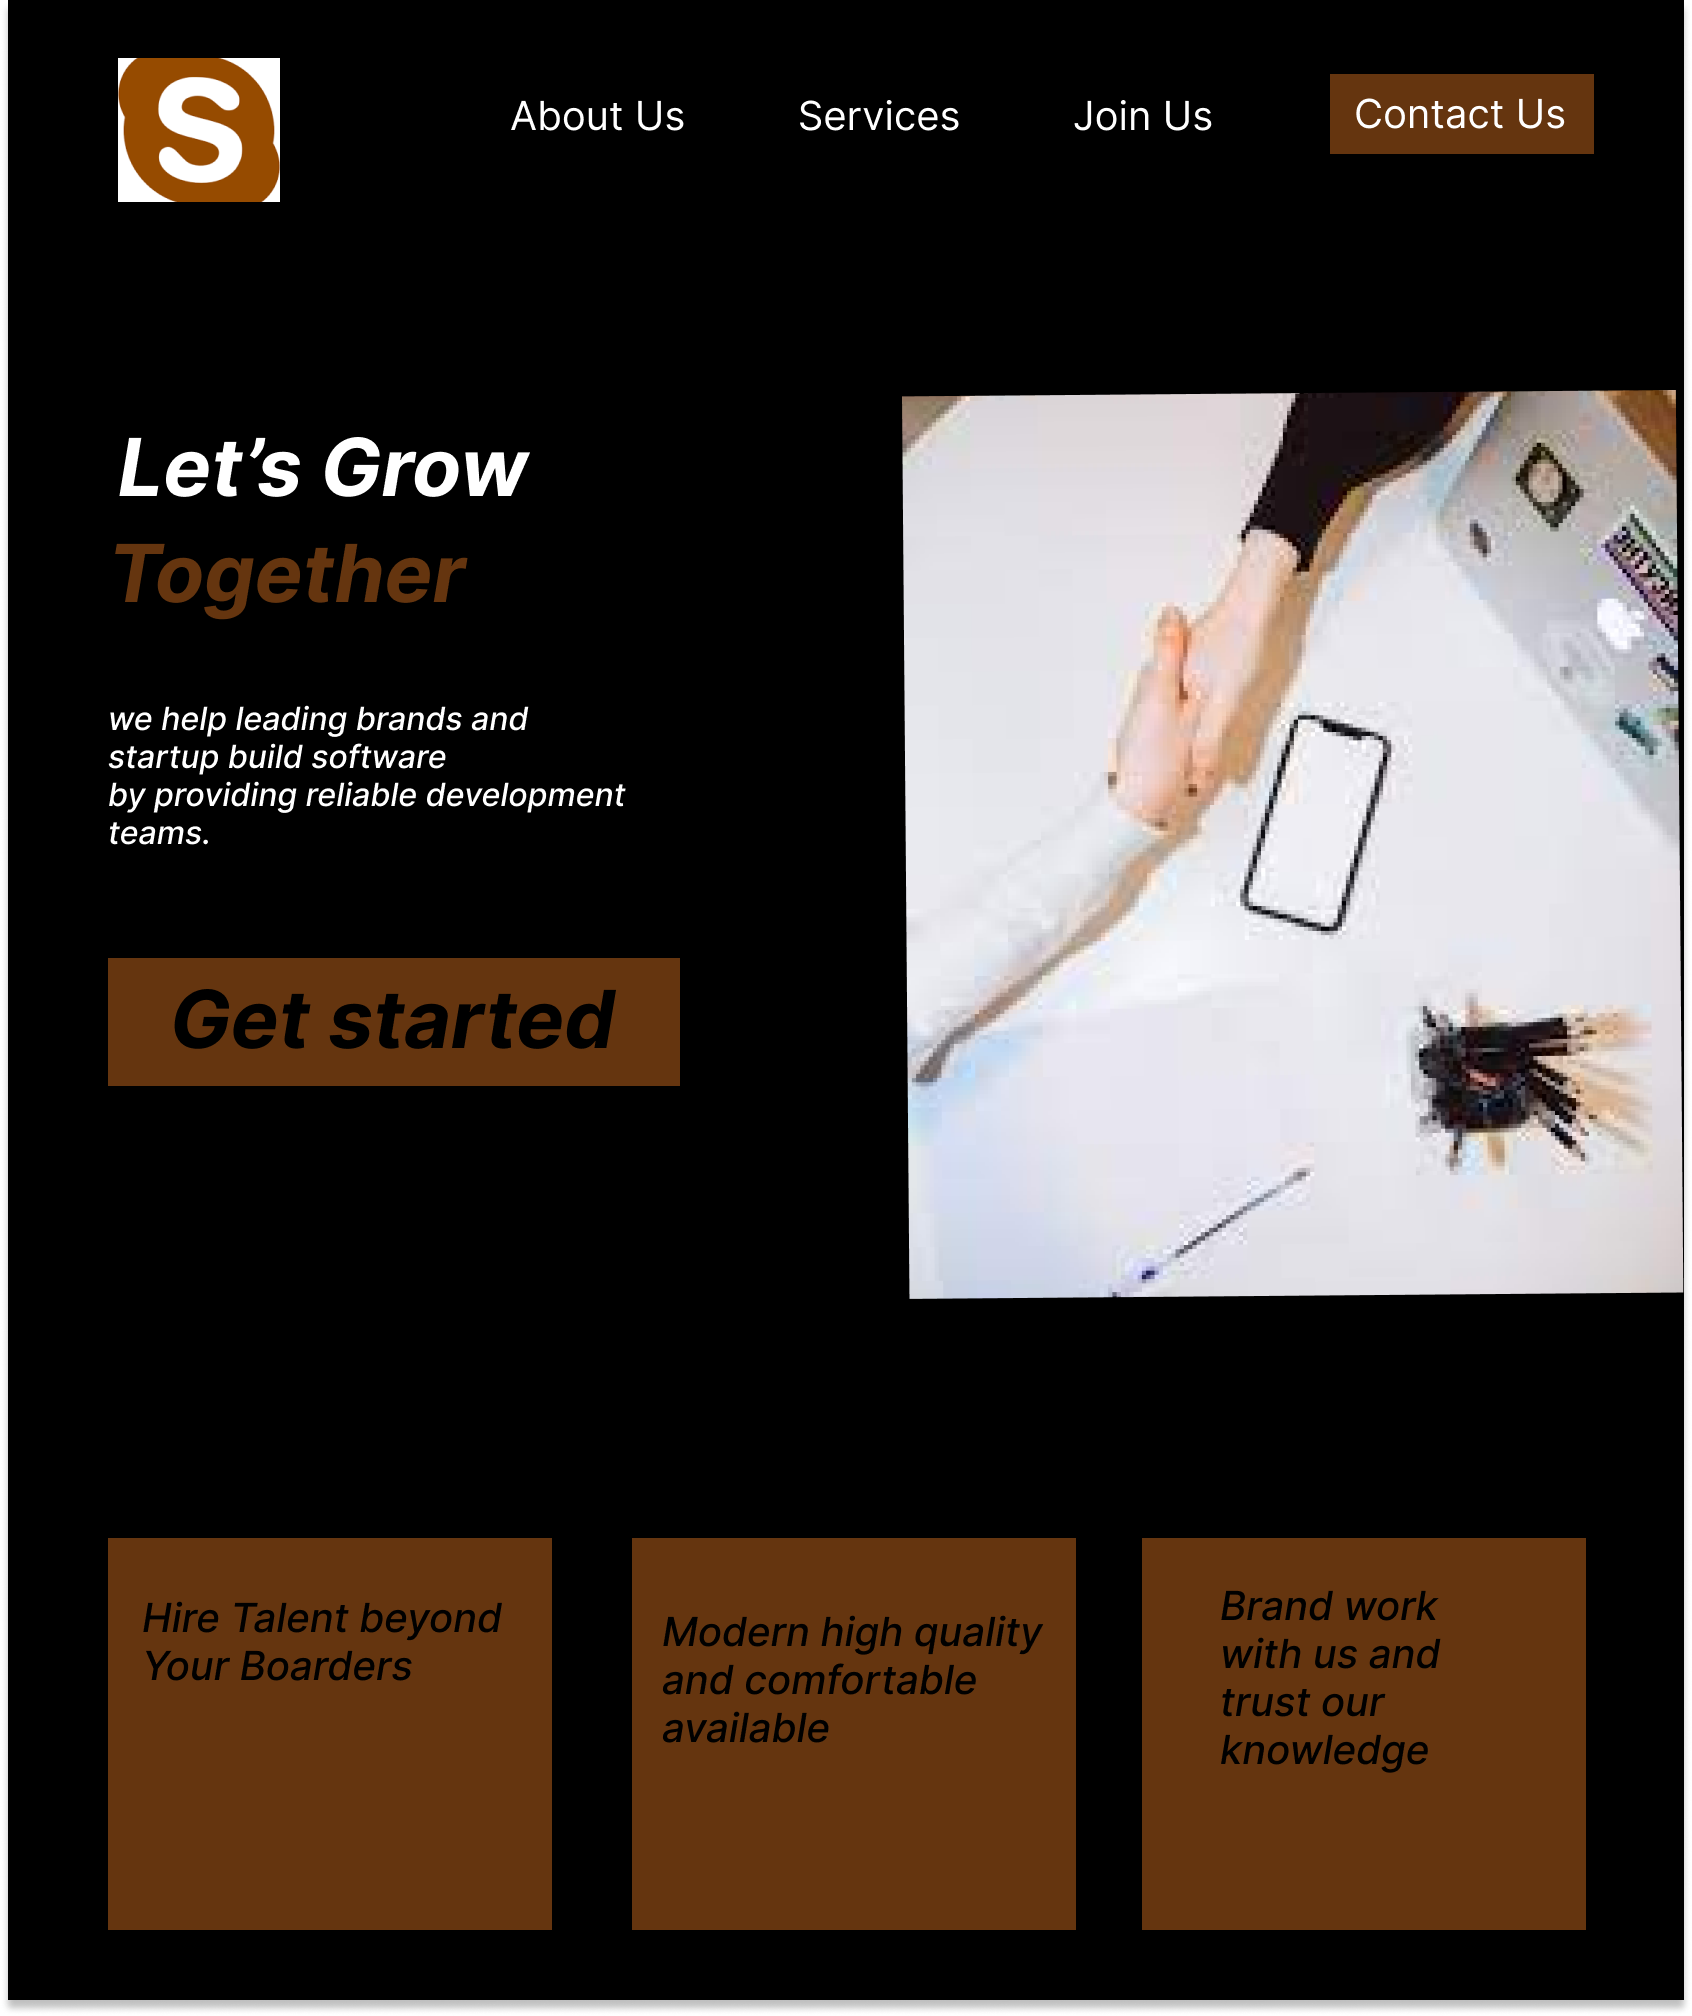 S
About Us
Services
Join Us
Contact Us
Let’s Grow
Together
we help leading brands and
startup build software
by providing reliable development
teams.
Get started
Hire Talent beyond
Your Boarders
Modern high quality
and comfortable
available
Brand work
with us and
trust our
knowledge